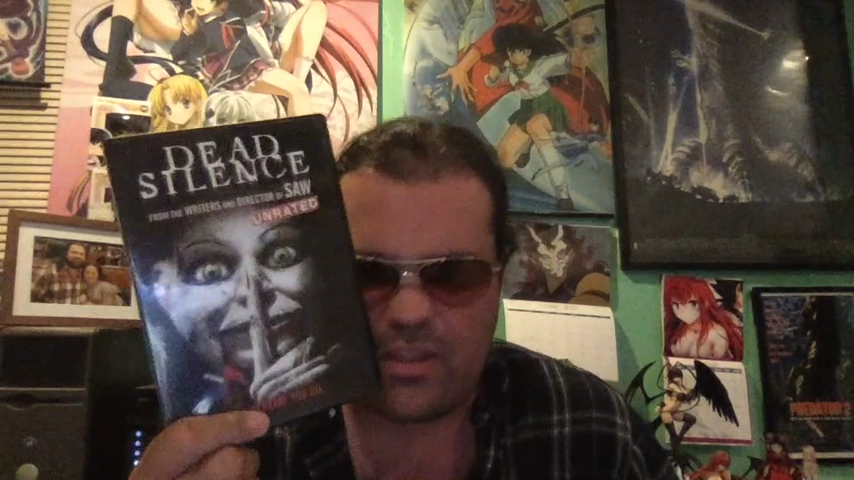 DEAD
SILENCE
FROM THE WRITERS AND DIRECTOR OF SAW
UNRATED
PREDATOR 2